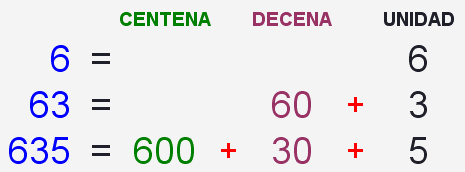 CENTENA DECENA UNIDAD
6 = 6
63 = 60 + 3
635 = 600 + 30 + 5